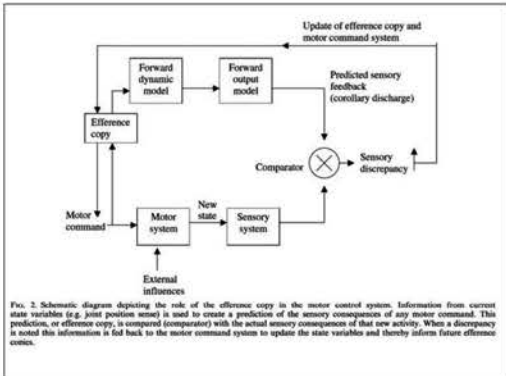 Update of efference copy and
motor command system
Forward
dynamic
model
Forward
output
model
Predicted sensory
feedback
(corollary discharge)
Efference
copy
Comparator
Sensory
discrepancy
Motor
command
Motor
system
New
state
Sensory
system
External
influences
FIG. 2. Schematic diagram depicting the role of the efference copy in the motor control system. Information from current
state variables (e.g. joint position sense) is used to create a prediction of the sensory consequences of any motor command. This
prediction, or efference copy, is compared (comparator) with the actual sensory consequences of that new activity. When a discrepancy
is noted this information is fed back to the motor command system to update the state variables and thereby inform future efference
copies.